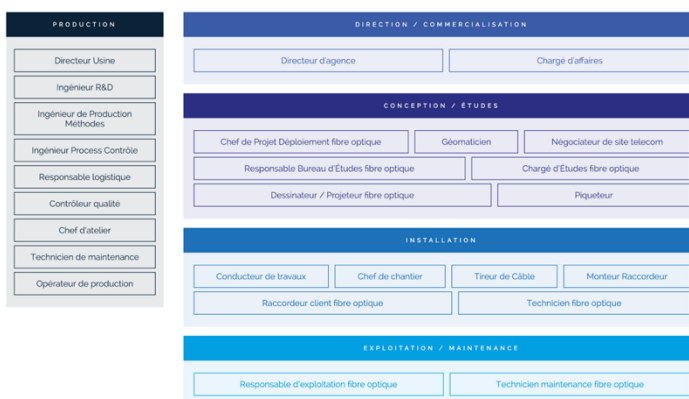 PRODUCTION
Directeur Usine
Ingénieur R&D
Ingénieur de Production
Méthodes
Ingénieur Process Contrôle
Responsable logistique
Contrôleur qualité
Chef d'atelier
Technicien de maintenance
Opérateur de production
DIRECTION / COMMERCIALISATION
Directeur d'agence
Chargé d'affaires
CONCEPTION / ÉTUDES
Chef de Projet Déploiement fibre optique
Géomaticien
Négociateur de site telecom
Responsable Bureau d'Études fibre optique
Chargé d'Études fibre optique
Dessinateur / Projeteur fibre optique
Piqueteur
INSTALLATION
Conducteur de travaux
Chef de chantier
Tireur de Câble
Monteur Raccordeur
Raccordeur client fibre optique
Technicien fibre optique
EXPLOITATION / MAINTENANCE
Responsable d'exploitation fibre optique
Technicien maintenance fibre optique